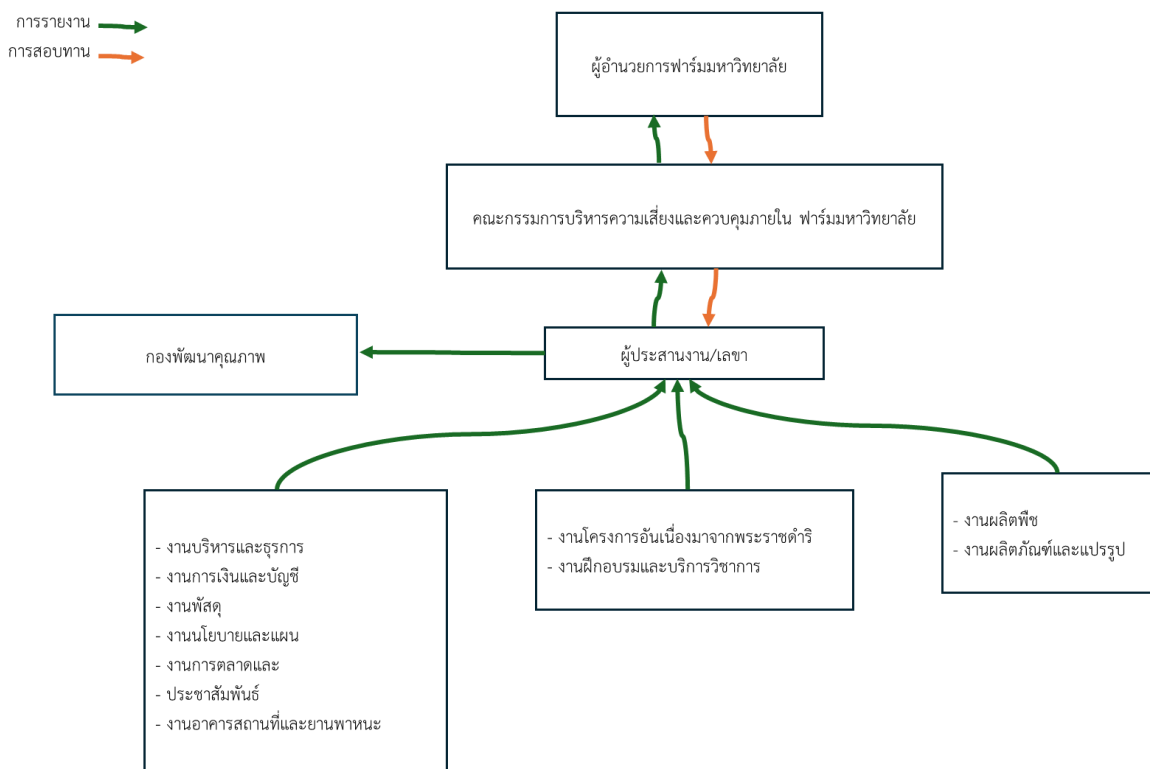 การรายงาน
การสอบทาน
ผู้อำนวยการฟาร์มมหาวิทยาลัย
คณะกรรมการบริหารความเสี่ยงและควบคุมภายใน ฟาร์มมหาวิทยาลัย
กองพัฒนาคุณภาพ
ผู้ประสานงาน/เลขา
- งานบริหารและธุรการ
- งานการเงินและบัญชี
- งานพัสดุ
- งานนโยบายและแผน
- งานการตลาดและ
- ประชาสัมพันธ์
- งานอาคารสถานที่และยานพาหนะ
- งานโครงการอันเนื่องมาจากพระราชดำริ
- งานฝึกอบรมและบริการวิชาการ
- งานผลิตพืช
- งานผลิตภัณฑ์และแปรรูป